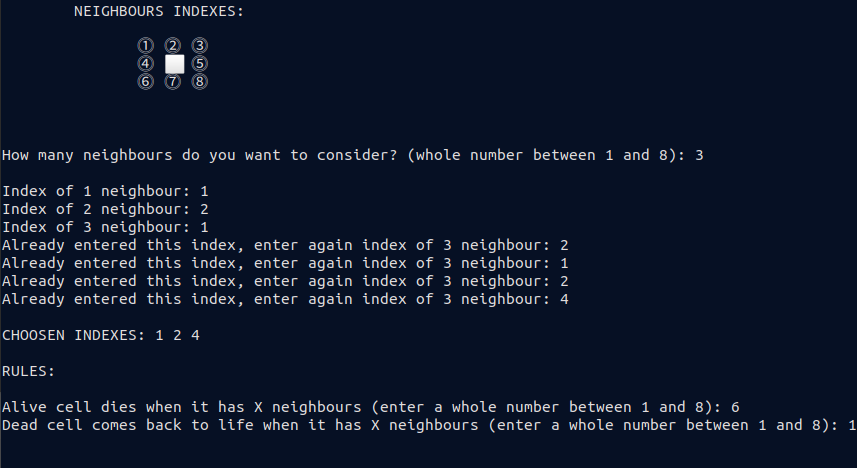 NEIGHBOURS INDEXES:
① ② ③
④ ⑤
⑥ ⑦ ⑧
How many neighbours do you want to consider? (whole number between 1 and 8): 3
Index of 1 neighbour: 1
Index of 2 neighbour: 2
Index of 3 neighbour: 1
Already entered this index, enter again index of 3 neighbour: 2
Already entered this index, enter again index of 3 neighbour: 1
Already entered this index, enter again index of 3 neighbour: 2
Already entered this index, enter again index of 3 neighbour: 4
CHOOSEN INDEXES: 1 2 4
RULES:
Alive cell dies when it has X neighbours (enter a whole number between 1 and 8): 6
Dead cell comes back to life when it has X neighbours (enter a whole number between 1 and 8): 1